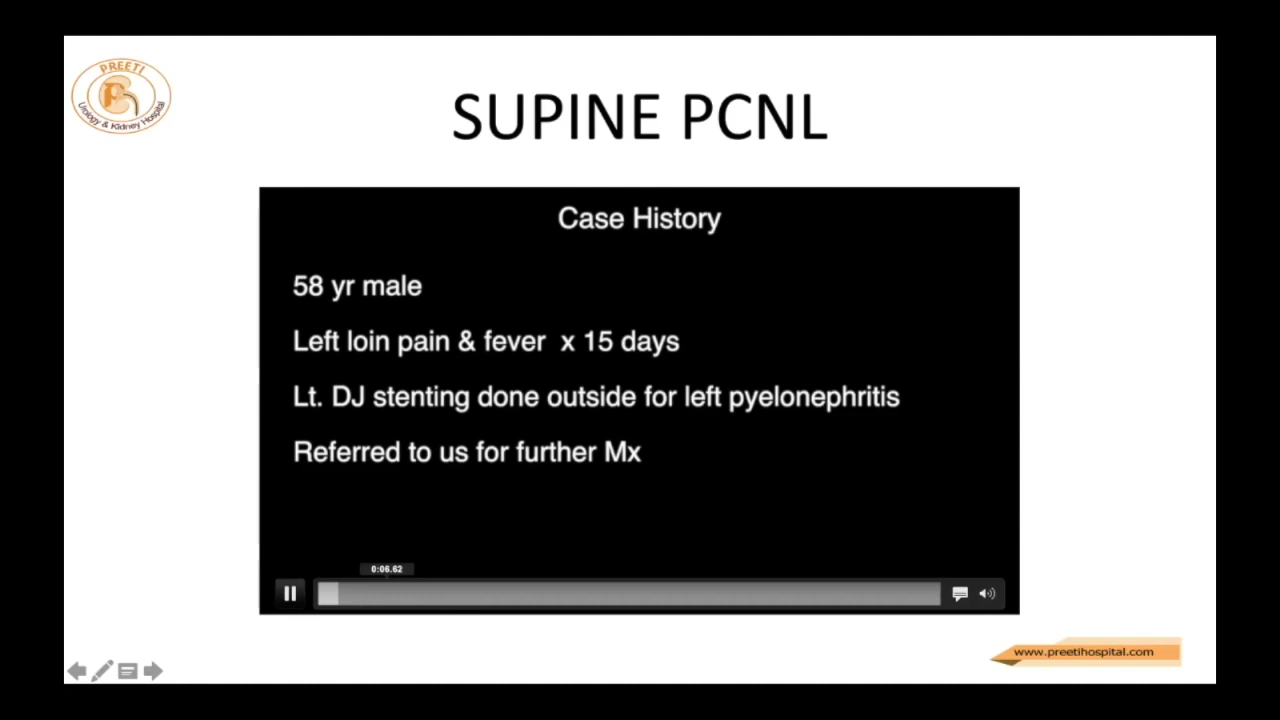 PREETI
Urology & Kidney Hospital
SUPINE PCNL
Case History
58 yr male
Left loin pain & fever x 15 days
Lt. DJ stenting done outside for left pyelonephritis
Referred to us for further Mx
0:06.62
www.preetihospital.com